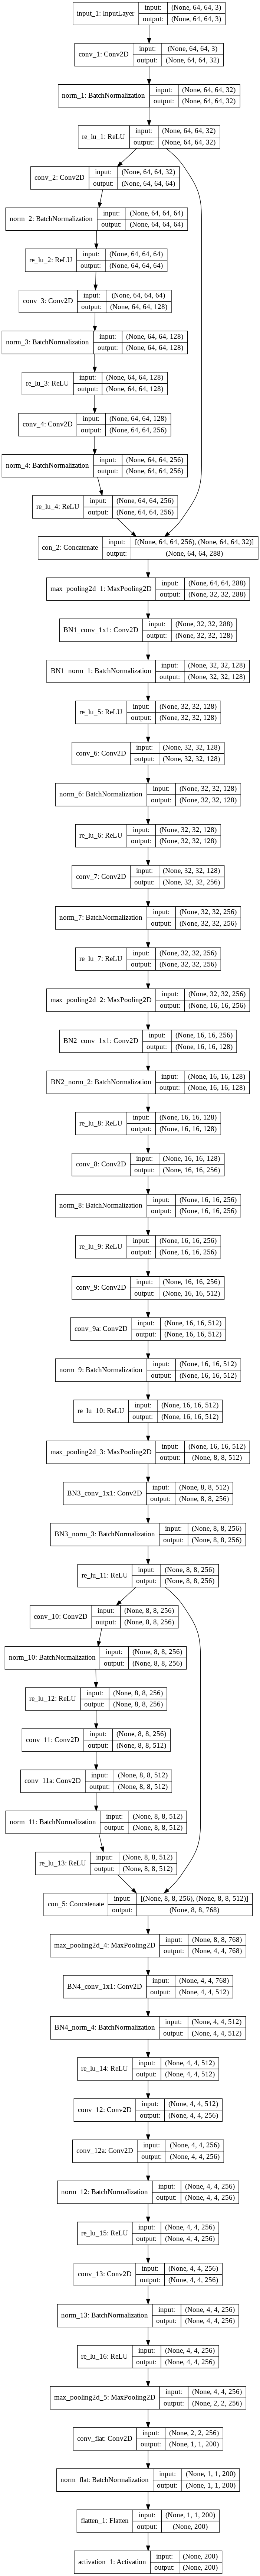 input_1: InputLayer input: (None, 64, 64, 3)
output: (None, 64, 64, 3)
conv_1: Conv2D input: (None, 64, 64, 3)
output: (None, 64, 64, 32)
norm_1: BatchNormalization input: (None, 64, 64, 32)
output: (None, 64, 64, 32)
re_lu_1: ReLU input: (None, 64, 64, 32)
output: (None, 64, 64, 32)
conv_2: Conv2D input: (None, 64, 64, 32)
output: (None, 64, 64, 64)
norm_2: BatchNormalization input: (None, 64, 64, 64)
output: (None, 64, 64, 64)
re_lu_2: ReLU input: (None, 64, 64, 64)
output: (None, 64, 64, 64)
conv_3: Conv2D input: (None, 64, 64, 64)
output: (None, 64, 64, 128)
norm_3: BatchNormalization input: (None, 64, 64, 128)
output: (None, 64, 64, 128)
re_lu_3: ReLU input: (None, 64, 64, 128)
output: (None, 64, 64, 128)
conv_4: Conv2D input: (None, 64, 64, 128)
output: (None, 64, 64, 256)
norm_4: BatchNormalization input: (None, 64, 64, 256)
output: (None, 64, 64, 256)
re_lu_4: ReLU input: (None, 64, 64, 256)
output: (None, 64, 64, 256)
con_2: Concatenate input: [(None, 64, 64, 256), (None, 64, 64, 32)]
output: (None, 64, 64, 288)
max_pooling2d_1: MaxPooling2D input: (None, 64, 64, 288)
output: (None, 32, 32, 288)
BN1_conv_1x1: Conv2D input: (None, 32, 32, 288)
output: (None, 32, 32, 128)
BN1_norm_1: BatchNormalization input: (None, 32, 32, 128)
output: (None, 32, 32, 128)
re_lu_5: ReLU input: (None, 32, 32, 128)
output: (None, 32, 32, 128)
conv_6: Conv2D input: (None, 32, 32, 128)
output: (None, 32, 32, 128)
norm_6: BatchNormalization input: (None, 32, 32, 128)
output: (None, 32, 32, 128)
re_lu_6: ReLU input: (None, 32, 32, 128)
output: (None, 32, 32, 128)
conv_7: Conv2D input: (None, 32, 32, 128)
output: (None, 32, 32, 256)
norm_7: BatchNormalization input: (None, 32, 32, 256)
output: (None, 32, 32, 256)
re_lu_7: ReLU input: (None, 32, 32, 256)
output: (None, 32, 32, 256)
max_pooling2d_2: MaxPooling2D input: (None, 32, 32, 256)
output: (None, 16, 16, 256)
BN2_conv_1x1: Conv2D input: (None, 16, 16, 256)
output: (None, 16, 16, 128)
BN2_norm_2: BatchNormalization input: (None, 16, 16, 128)
output: (None, 16, 16, 128)
re_lu_8: ReLU input: (None, 16, 16, 128)
output: (None, 16, 16, 128)
conv_8: Conv2D input: (None, 16, 16, 128)
output: (None, 16, 16, 256)
norm_8: BatchNormalization input: (None, 16, 16, 256)
output: (None, 16, 16, 256)
re_lu_9: ReLU input: (None, 16, 16, 256)
output: (None, 16, 16, 256)
conv_9: Conv2D input: (None, 16, 16, 256)
output: (None, 16, 16, 512)
conv_9a: Conv2D input: (None, 16, 16, 512)
output: (None, 16, 16, 512)
norm_9: BatchNormalization input: (None, 16, 16, 512)
output: (None, 16, 16, 512)
re_lu_10: ReLU input: (None, 16, 16, 512)
output: (None, 16, 16, 512)
max_pooling2d_3: MaxPooling2D input: (None, 16, 16, 512)
output: (None, 8, 8, 512)
BN3_conv_1x1: Conv2D input: (None, 8, 8, 512)
output: (None, 8, 8, 256)
BN3_norm_3: BatchNormalization input: (None, 8, 8, 256)
output: (None, 8, 8, 256)
re_lu_11: ReLU input: (None, 8, 8, 256)
output: (None, 8, 8, 256)
conv_10: Conv2D input: (None, 8, 8, 256)
output: (None, 8, 8, 256)
norm_10: BatchNormalization input: (None, 8, 8, 256)
output: (None, 8, 8, 256)
re_lu_12: ReLU input: (None, 8, 8, 256)
output: (None, 8, 8, 256)
conv_11: Conv2D input: (None, 8, 8, 256)
output: (None, 8, 8, 512)
conv_11a: Conv2D input: (None, 8, 8, 512)
output: (None, 8, 8, 512)
norm_11: BatchNormalization input: (None, 8, 8, 512)
output: (None, 8, 8, 512)
re_lu_13: ReLU input: (None, 8, 8, 512)
output: (None, 8, 8, 512)
con_5: Concatenate input: [(None, 8, 8, 256), (None, 8, 8, 512)]
output: (None, 8, 8, 768)
max_pooling2d_4: MaxPooling2D input: (None, 8, 8, 768)
output: (None, 4, 4, 768)
BN4_conv_1x1: Conv2D input: (None, 4, 4, 768)
output: (None, 4, 4, 512)
BN4_norm_4: BatchNormalization input: (None, 4, 4, 512)
output: (None, 4, 4, 512)
re_lu_14: ReLU input: (None, 4, 4, 512)
output: (None, 4, 4, 512)
conv_12: Conv2D input: (None, 4, 4, 512)
output: (None, 4, 4, 256)
conv_12a: Conv2D input: (None, 4, 4, 256)
output: (None, 4, 4, 256)
norm_12: BatchNormalization input: (None, 4, 4, 256)
output: (None, 4, 4, 256)
re_lu_15: ReLU input: (None, 4, 4, 256)
output: (None, 4, 4, 256)
conv_13: Conv2D input: (None, 4, 4, 256)
output: (None, 4, 4, 256)
norm_13: BatchNormalization input: (None, 4, 4, 256)
output: (None, 4, 4, 256)
re_lu_16: ReLU input: (None, 4, 4, 256)
output: (None, 4, 4, 256)
max_pooling2d_5: MaxPooling2D input: (None, 4, 4, 256)
output: (None, 2, 2, 256)
conv_flat: Conv2D input: (None, 2, 2, 256)
output: (None, 1, 1, 200)
norm_flat: BatchNormalization input: (None, 1, 1, 200)
output: (None, 1, 1, 200)
flatten_1: Flatten input: (None, 1, 1, 200)
output: (None, 200)
activation_1: Activation input: (None, 200)
output: (None, 200)